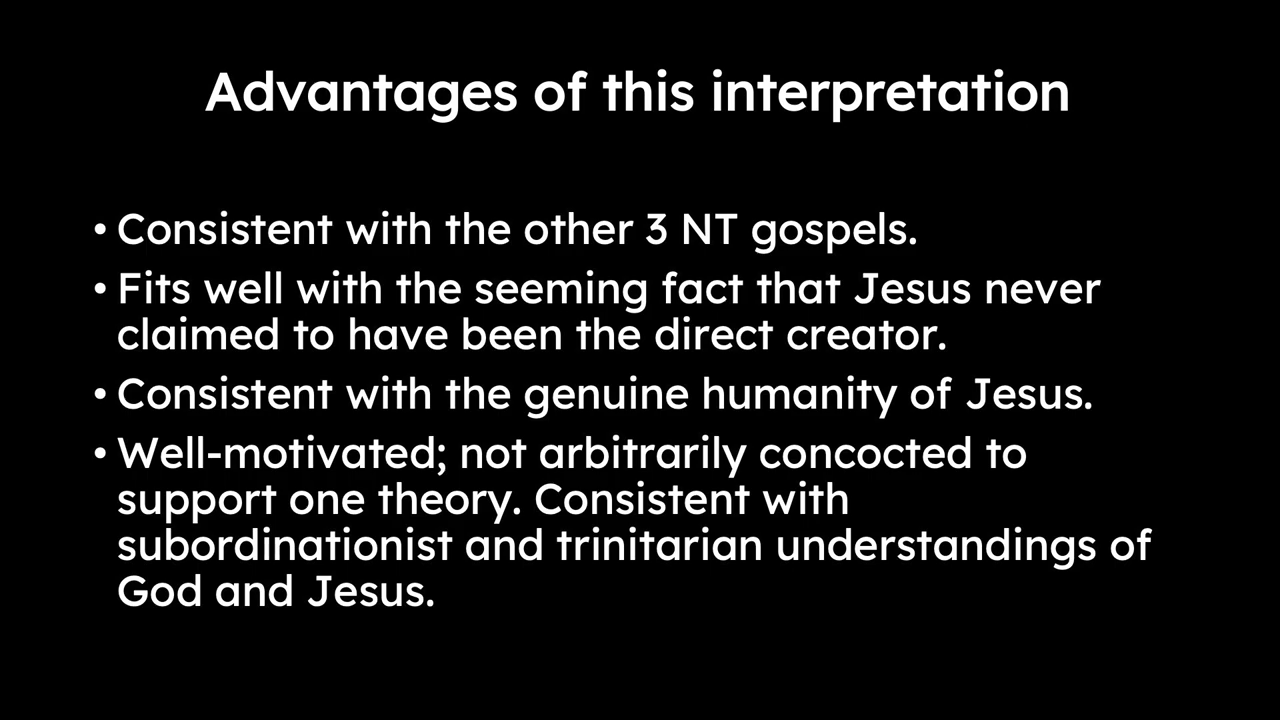 Advantages of this interpretation
• Consistent with the other 3 NT gospels.
• Fits well with the seeming fact that Jesus never
claimed to have been the direct creator.
• Consistent with the genuine humanity of Jesus.
• Well-motivated; not arbitrarily concocted to
support one theory. Consistent with
subordinationist and trinitarian understandings of
God and Jesus.